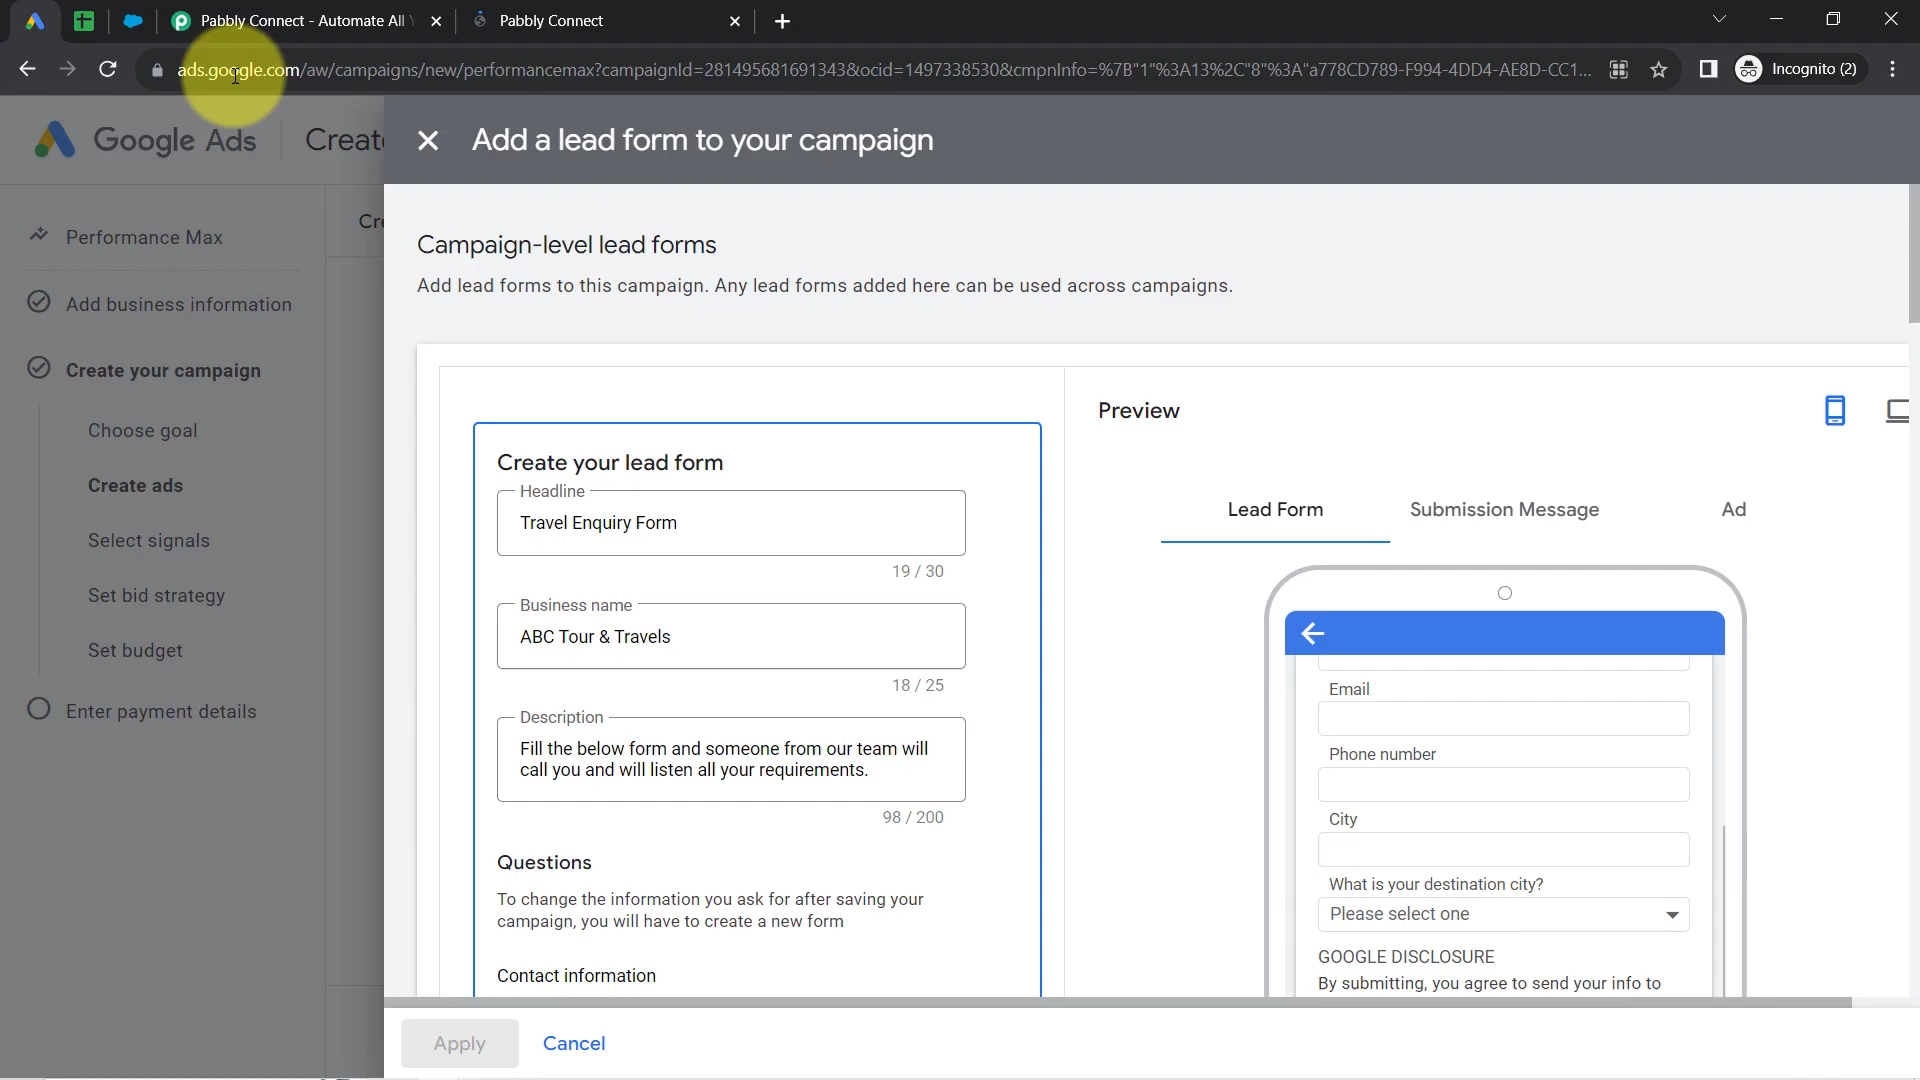 Pabbly Connect - Automate All Y
Pabbly Connect
ads.google.com/aw/campaigns/new/performancemax?campaignId=281495681691343&ocid=1497338530&cmpnInfo=%7B"1"%3A13%2C"8"%3A"a778CD789-F994-4DD4-AE8D-CC1...
Incognito (2)
Google Ads
Create
Add a lead form to your campaign
Performance Max
Add business information
Create your campaign
Choose goal
Create ads
Select signals
Set bid strategy
Set budget
Enter payment details
Cre
Campaign-level lead forms
Add lead forms to this campaign. Any lead forms added here can be used across campaigns.
Create your lead form
Headline
Travel Enquiry Form
19 / 30
Business name
ABC Tour & Travels
18 / 25
Description
Fill the below form and someone from our team will
call you and will listen all your requirements.
98 / 200
Questions
To change the information you ask for after saving your
campaign, you will have to create a new form
Contact information
Preview
Lead Form
Submission Message
Ad
Email
Phone number
City
What is your destination city?
Please select one
GOOGLE DISCLOSURE
By submitting, you agree to send your info to
Apply
Cancel